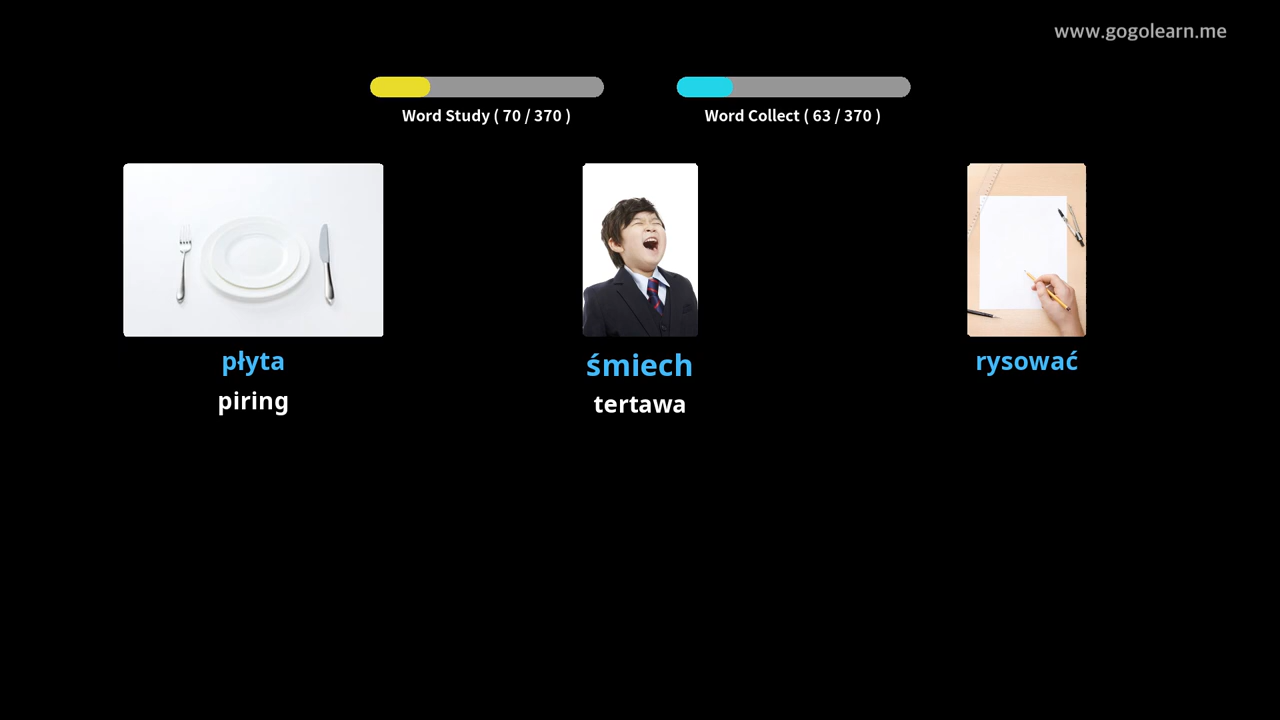 www.gogolearn.me
Word Study ( 70 / 370 )
Word Collect ( 63 / 370 )
płyta
piring
śmiech
tertawa
rysować